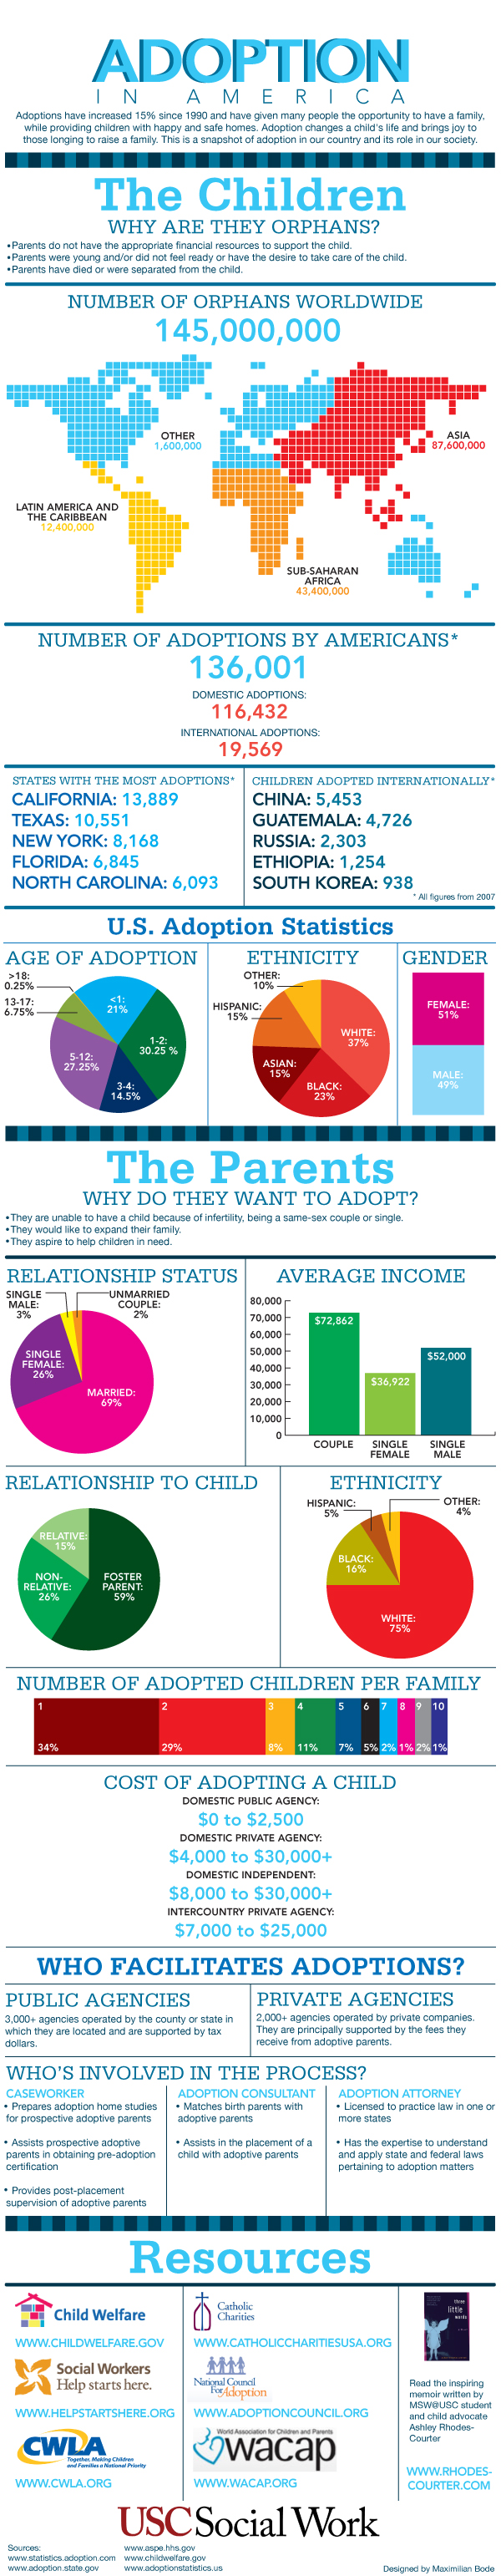 ADOPTION
IN AMERICA
Adoptions have increased 15% since 1990 and have given many people the opportunity to have a family,
while providing children with happy and safe homes. Adoption changes a child's life and brings joy to
those longing to raise a family. This is a snapshot of adoption in our country and its role in our society.
The Children
WHY ARE THEY ORPHANS?
•Parents do not have the appropriate financial resources to support the child.
•Parents were young and/or did not feel ready or have the desire to take care of the child.
•Parents have died or were separated from the child.
NUMBER OF ORPHANS WORLDWIDE
145,000,000
OTHER
1,600,000
ASIA
87,600,000
LATIN AMERICA AND
THE CARIBBEAN
12,400,000
SUB-SAHARAN
AFRICA
43,400,000
NUMBER OF ADOPTIONS BY AMERICANS*
136,001
DOMESTIC ADOPTIONS:
116,432
INTERNATIONAL ADOPTIONS:
19,569
STATES WITH THE MOST ADOPTIONS*
CALIFORNIA: 13,889
TEXAS: 10,551
NEW YORK: 8,168
FLORIDA: 6,845
NORTH CAROLINA: 6,093
CHILDREN ADOPTED INTERNATIONALLY*
CHINA: 5,453
GUATEMALA: 4,726
RUSSIA: 2,303
ETHIOPIA: 1,254
SOUTH KOREA: 938
* All figures from 2007
U.S. Adoption Statistics
AGE OF ADOPTION
>18:
0.25%
13-17:
6.75%
<1:
21%
1-2:
30.25 %
5-12:
27.25%
3-4:
14.5%
ETHNICITY
OTHER:
10%
HISPANIC:
15%
WHITE:
37%
ASIAN:
15%
BLACK:
23%
GENDER
FEMALE:
51%
MALE:
49%
The Parents
WHY DO THEY WANT TO ADOPT?
•They are unable to have a child because of infertility, being a same-sex couple or single.
•They would like to expand their family.
•They aspire to help children in need.
RELATIONSHIP STATUS
SINGLE
MALE:
3%
UNMARRIED
COUPLE:
2%
SINGLE
FEMALE:
26%
MARRIED:
69%
AVERAGE INCOME
80,000
70,000
60,000
50,000
40,000
30,000
20,000
10,000
0
$72,862
$36,922
$52,000
COUPLE
SINGLE
FEMALE
SINGLE
MALE
RELATIONSHIP TO CHILD
RELATIVE:
15%
NON-
RELATIVE:
26%
FOSTER
PARENT:
59%
ETHNICITY
HISPANIC:
5%
OTHER:
4%
BLACK:
16%
WHITE:
75%
NUMBER OF ADOPTED CHILDREN PER FAMILY
1 2 3 4 5 6 7 8 9 10
34% 29% 8% 11% 7% 5% 2% 1% 2% 1%
COST OF ADOPTING A CHILD
DOMESTIC PUBLIC AGENCY:
$0 to $2,500
DOMESTIC PRIVATE AGENCY:
$4,000 to $30,000+
DOMESTIC INDEPENDENT:
$8,000 to $30,000+
INTERCOUNTRY PRIVATE AGENCY:
$7,000 to $25,000
WHO FACILITATES ADOPTIONS?
PUBLIC AGENCIES
3,000+ agencies operated by the county or state in
which they are located and are supported by tax
dollars.
PRIVATE AGENCIES
2,000+ agencies operated by private companies.
They are principally supported by the fees they
receive from adoptive parents.
WHO'S INVOLVED IN THE PROCESS?
CASEWORKER
• Prepares adoption home studies
for prospective adoptive parents
• Assists prospective adoptive
parents in obtaining pre-adoption
certification
• Provides post-placement
supervision of adoptive parents
ADOPTION CONSULTANT
• Matches birth parents with
adoptive parents
• Assists in the placement of a
child with adoptive parents
ADOPTION ATTORNEY
• Licensed to practice law in one or
more states
• Has the expertise to understand
and apply state and federal laws
pertaining to adoption matters
Resources
Child Welfare
WWW.CHILDWELFARE.GOV
Social Workers
Help starts here.
WWW.HELPSTARTSHERE.ORG
CWLA
Together, Making Children
and Families a National Priority
WWW.CWLA.ORG
Catholic
Charities
WWW.CATHOLICCHARITIESUSA.ORG
National Council
For Adoption
WWW.ADOPTIONCOUNCIL.ORG
World Association for Children and Parents
wacap
WWW.WACAP.ORG
three
little
words
Read the inspiring
memoir written by
MSW@USC student
and child advocate
Ashley Rhodes-
Courter
WWW.RHODES-
COURTER.COM
USC Social Work
Sources:
www.statistics.adoption.com
www.adoption.state.gov
www.aspe.hhs.gov
www.childwelfare.gov
www.adoptionstatistics.us
Designed by Maximilian Bode